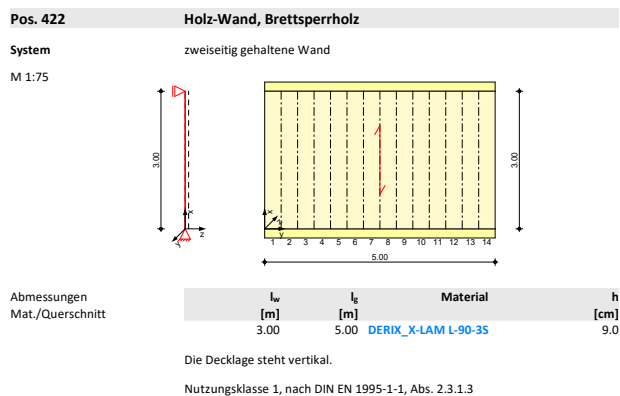 Pos. 422 Holz-Wand, Brettsperrholz
System zweiseitig gehaltene Wand
M 1:75
3.00
x
z
y
x
z
y
1 2 3 4 5 6 7 8 9 10 11 12 13 14
5.00
3.00
Abmessungen lw lg Material h
Mat./Querschnitt [m] [m] [cm]
3.00 5.00 DERIX_X-LAM L-90-3S 9.0
Die Decklage steht vertikal.
Nutzungsklasse 1, nach DIN EN 1995-1-1, Abs. 2.3.1.3